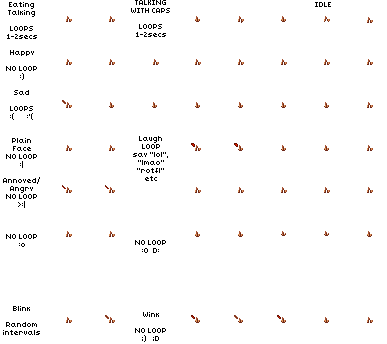 Eating
Talking
LOOPS
1-2secs
TALKING
WITH CAPS
LOOPS
1-2secs
IDLE
Happy
NO LOOP
:)
Sad
LOOPS
:( :'(
Plain
Face
NO LOOP
:|
Laugh
LOOP
say "lol",
"lmao"
"rotfl"
etc
Annoyed/
Angry
NO LOOP
>:|
NO LOOP
:o
NO LOOP
:O D:
Blink
Random
intervals
Wink
NO LOOP
;) ;D